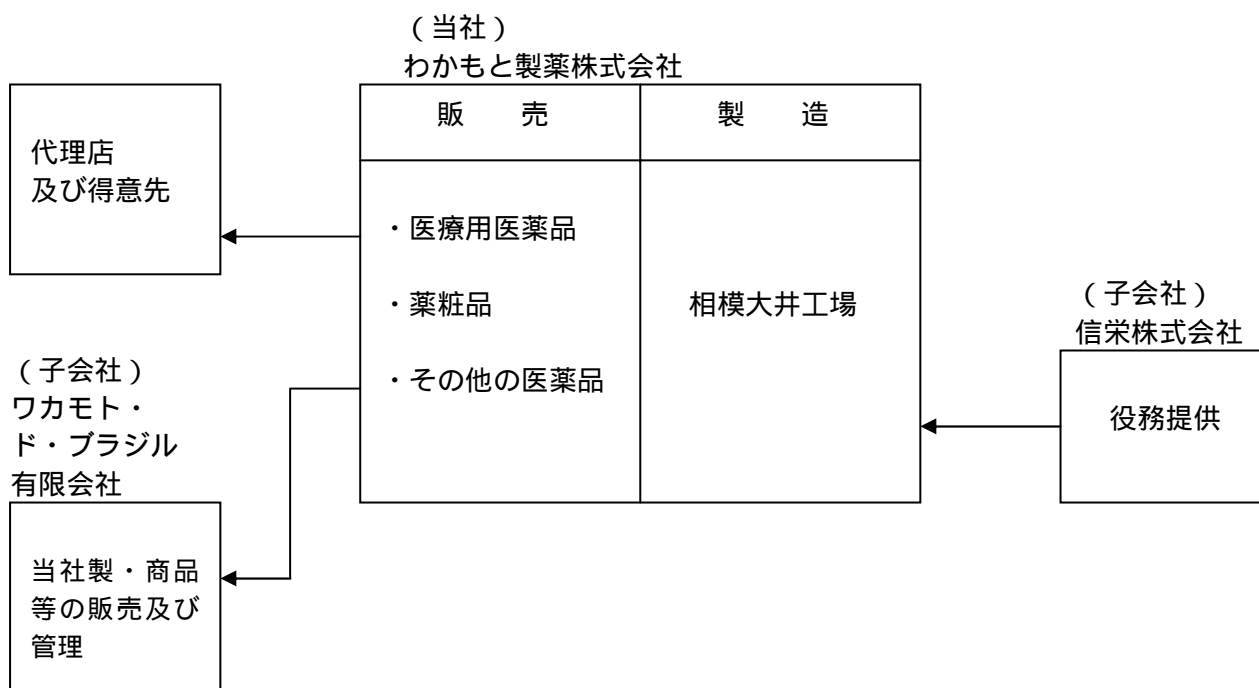 （当社）
わかもと製薬株式会社
販　売
製　造
代理店
及び得意先
・医療用医薬品
・薬粧品
・その他の医薬品
相模大井工場
（子会社）
信栄株式会社
役務提供
（子会社）
ワカモト・
ド・ブラジル
有限会社
当社製・商品
等の販売及び
管理